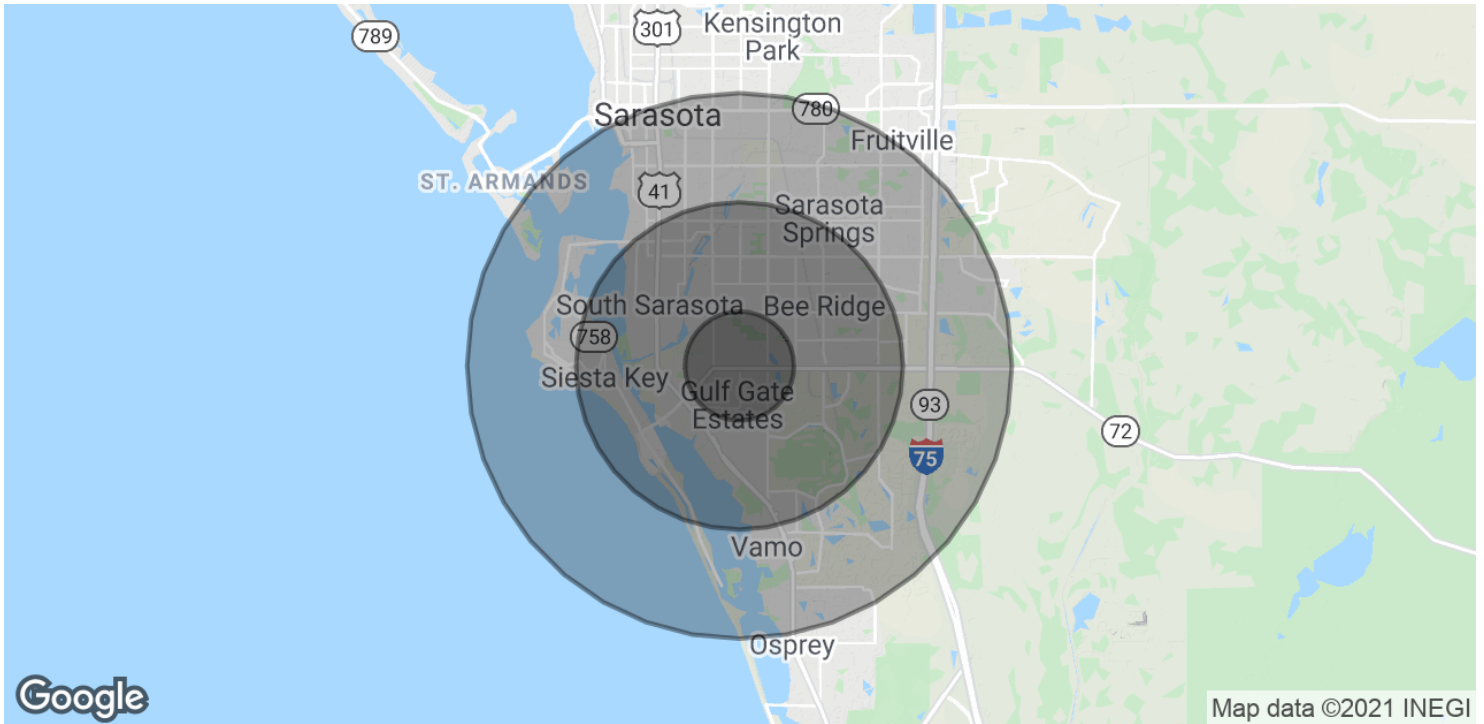 789
301
Kensington
Park
Sarasota
780
Fruitville
ST. ARMANDS
41
Sarasota
Springs
South Sarasota
Bee Ridge
758
Siesta Key
Gulf Gate
Estates
93
72
75
Vamo
Osprey
Google
Map data ©2021 INEGI